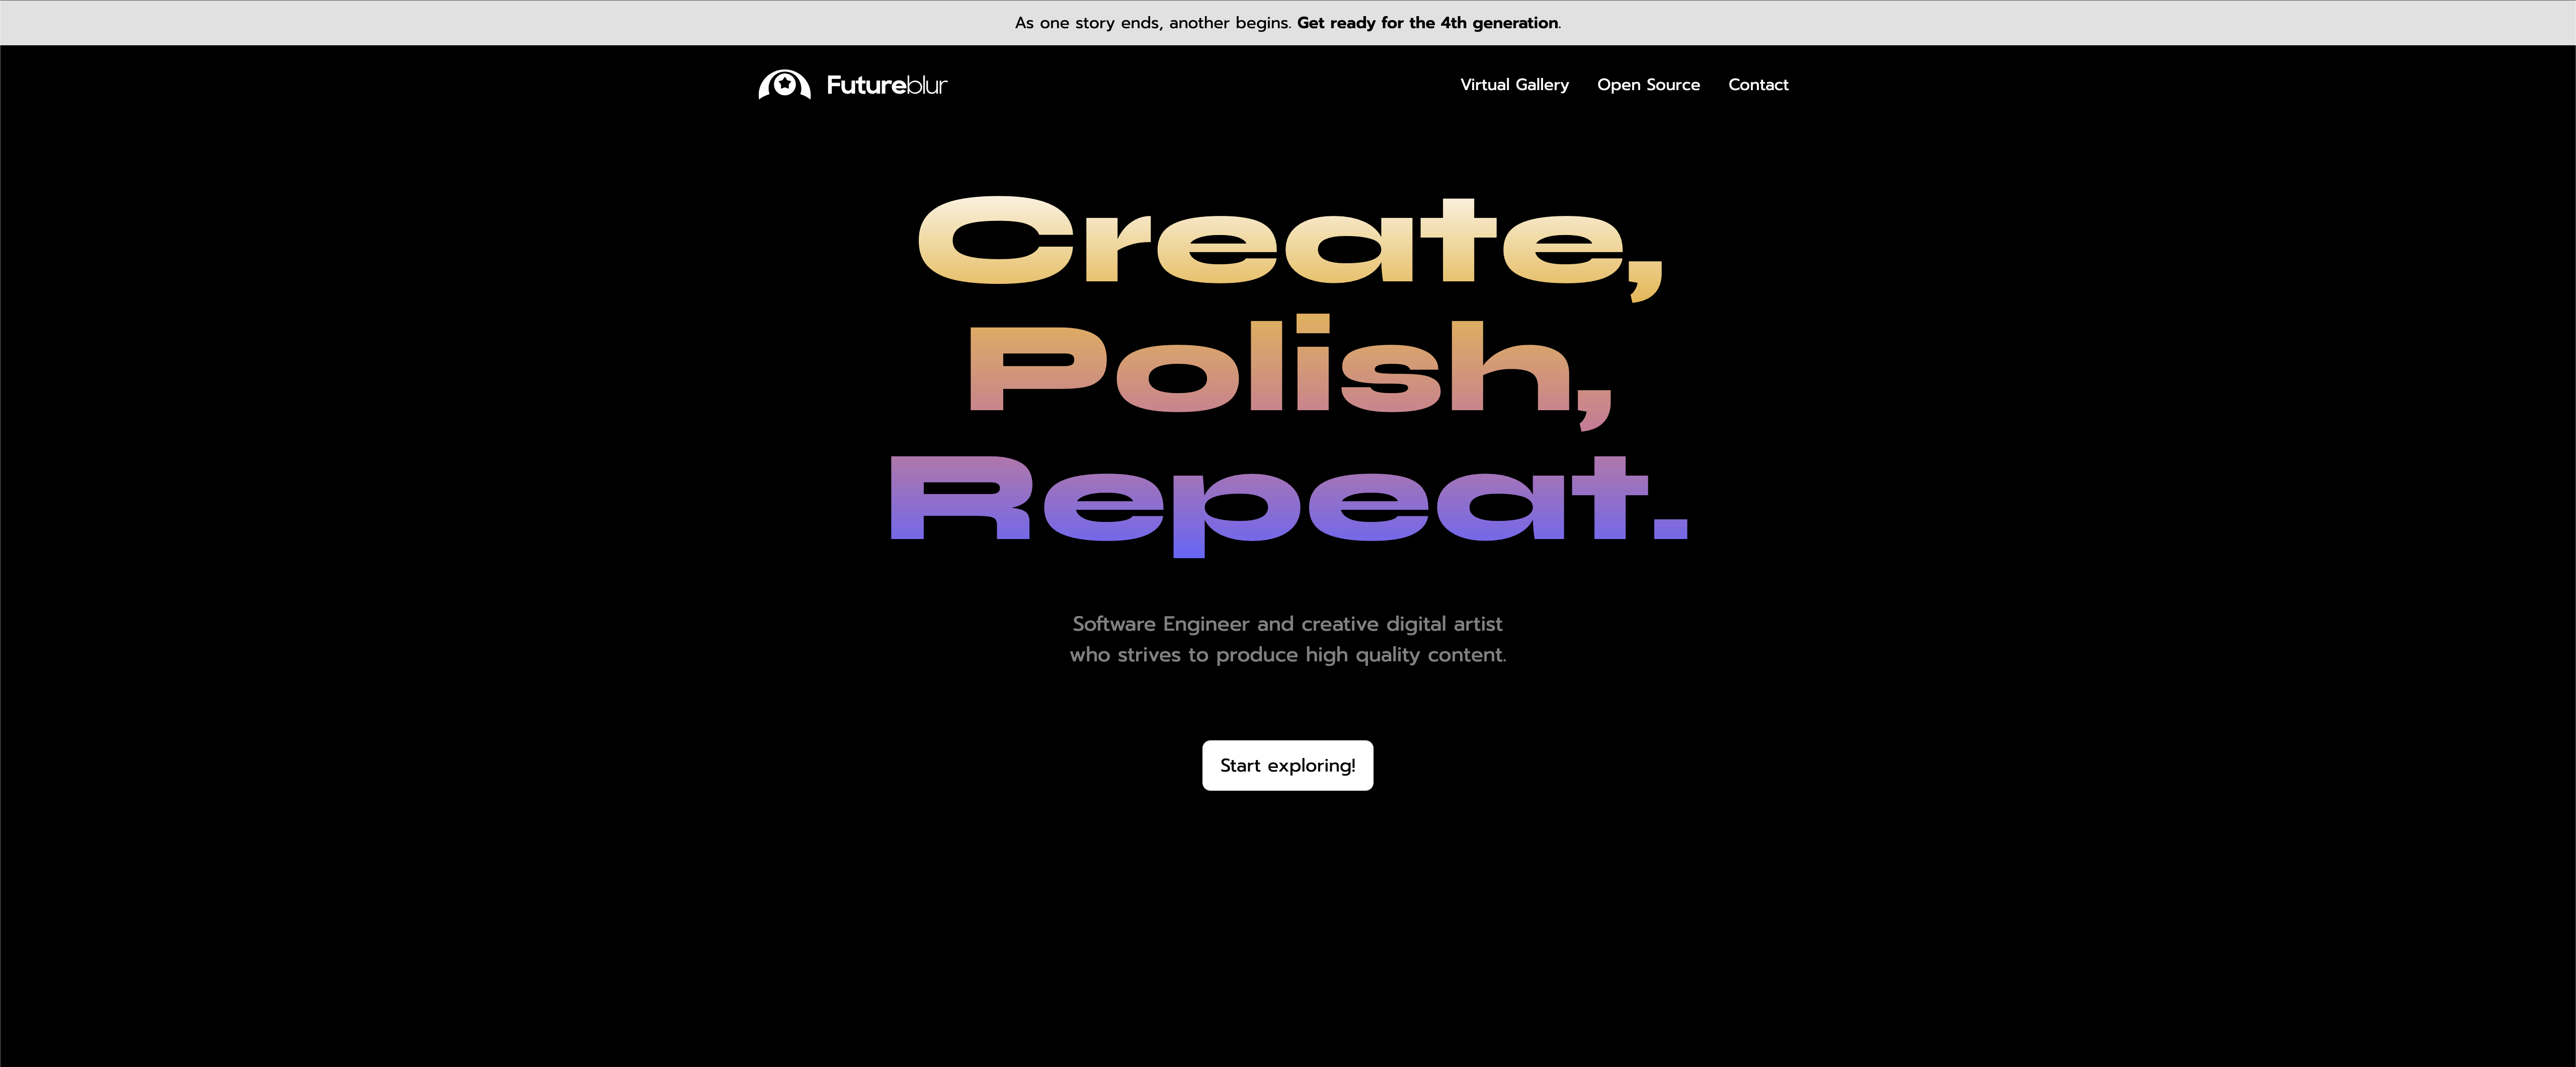 As one story ends, another begins. Get ready for the 4th generation.
Futureblur
Virtual Gallery
Open Source
Contact
Create,
Polish,
Repeat.
Software Engineer and creative digital artist
who strives to produce high quality content.
Start exploring!